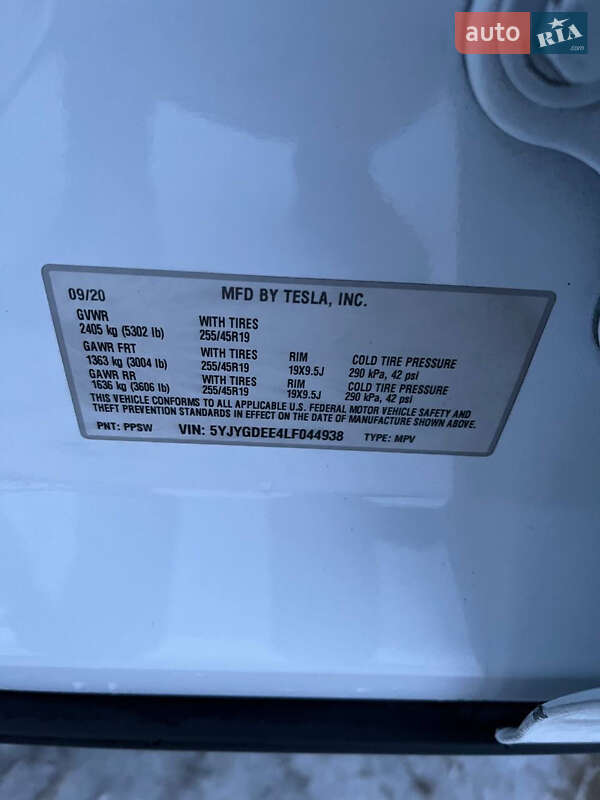 auto RIA .com
09/20 MFD BY TESLA, INC.
GVWR
2405 kg (5302 lb) WITH TIRES 255/45R19
GAWR FRT
1363 kg (3004 lb) WITH TIRES 255/45R19 RIM 19X9.5J COLD TIRE PRESSURE 290 kPa, 42 psi
GAWR RR
1636 kg (3606 lb) WITH TIRES 255/45R19 RIM 19X9.5J COLD TIRE PRESSURE 290 kPa, 42 psi
THIS VEHICLE CONFORMS TO ALL APPLICABLE U.S. FEDERAL MOTOR VEHICLE SAFETY AND
THEFT PREVENTION STANDARDS IN EFFECT ON THE DATE OF MANUFACTURE SHOWN ABOVE.
PNT: PPSW VIN: 5YJYGDEE4LF044938 TYPE: MPV